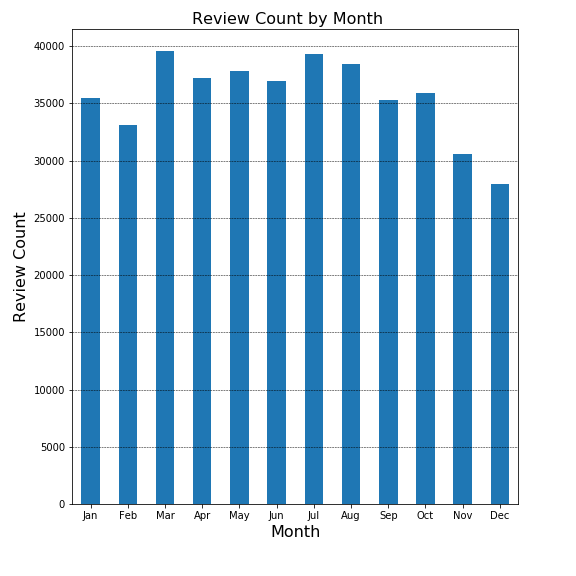 Review Count by Month
Review Count
40000
35000
30000
25000
20000
15000
10000
5000
0
Jan Feb Mar Apr May Jun Jul Aug Sep Oct Nov Dec
Month